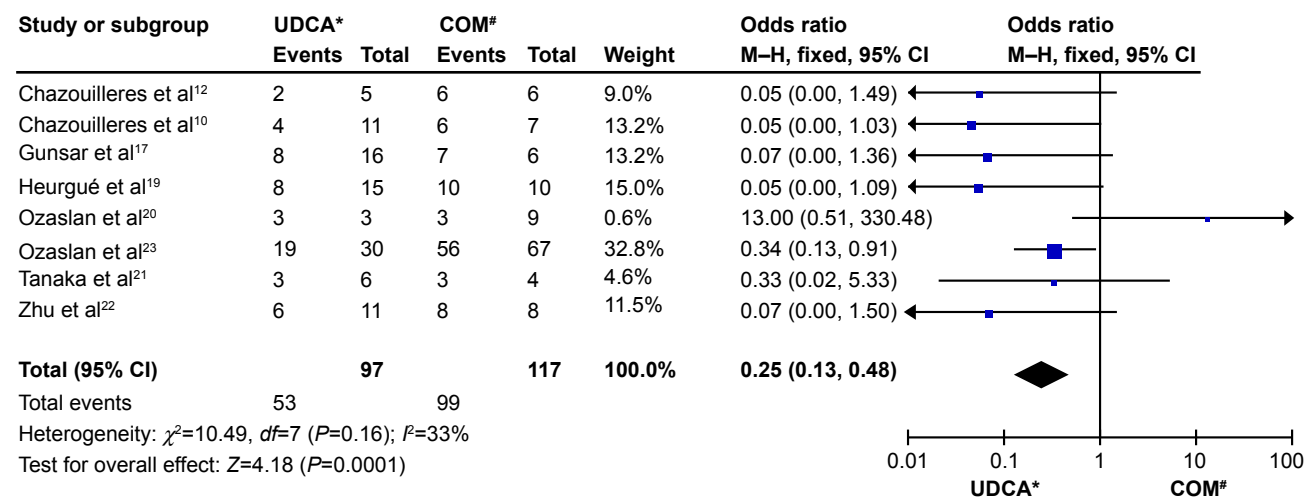 Study or subgroup UDCA* COM# Odds ratio Odds ratio
Events Total Events Total Weight M–H, fixed, 95% CI M–H, fixed, 95% CI
Chazouilleres et al12 2 5 6 6 9.0% 0.05 (0.00, 1.49)
Chazouilleres et al10 4 11 6 7 13.2% 0.05 (0.00, 1.03)
Gunsar et al17 8 16 7 6 13.2% 0.07 (0.00, 1.36)
Heurgué et al19 8 15 10 10 15.0% 0.05 (0.00, 1.09)
Ozaslan et al20 3 3 3 9 0.6% 13.00 (0.51, 330.48)
Ozaslan et al23 19 30 56 67 32.8% 0.34 (0.13, 0.91)
Tanaka et al21 3 6 3 4 4.6% 0.33 (0.02, 5.33)
Zhu et al22 6 11 8 8 11.5% 0.07 (0.00, 1.50)
Total (95% CI) 97 117 100.0% 0.25 (0.13, 0.48)
Total events 53 99
Heterogeneity: χ²=10.49, df=7 (P=0.16); I²=33%
Test for overall effect: Z=4.18 (P=0.0001)
0.01 0.1 1 10 100
UDCA* COM#